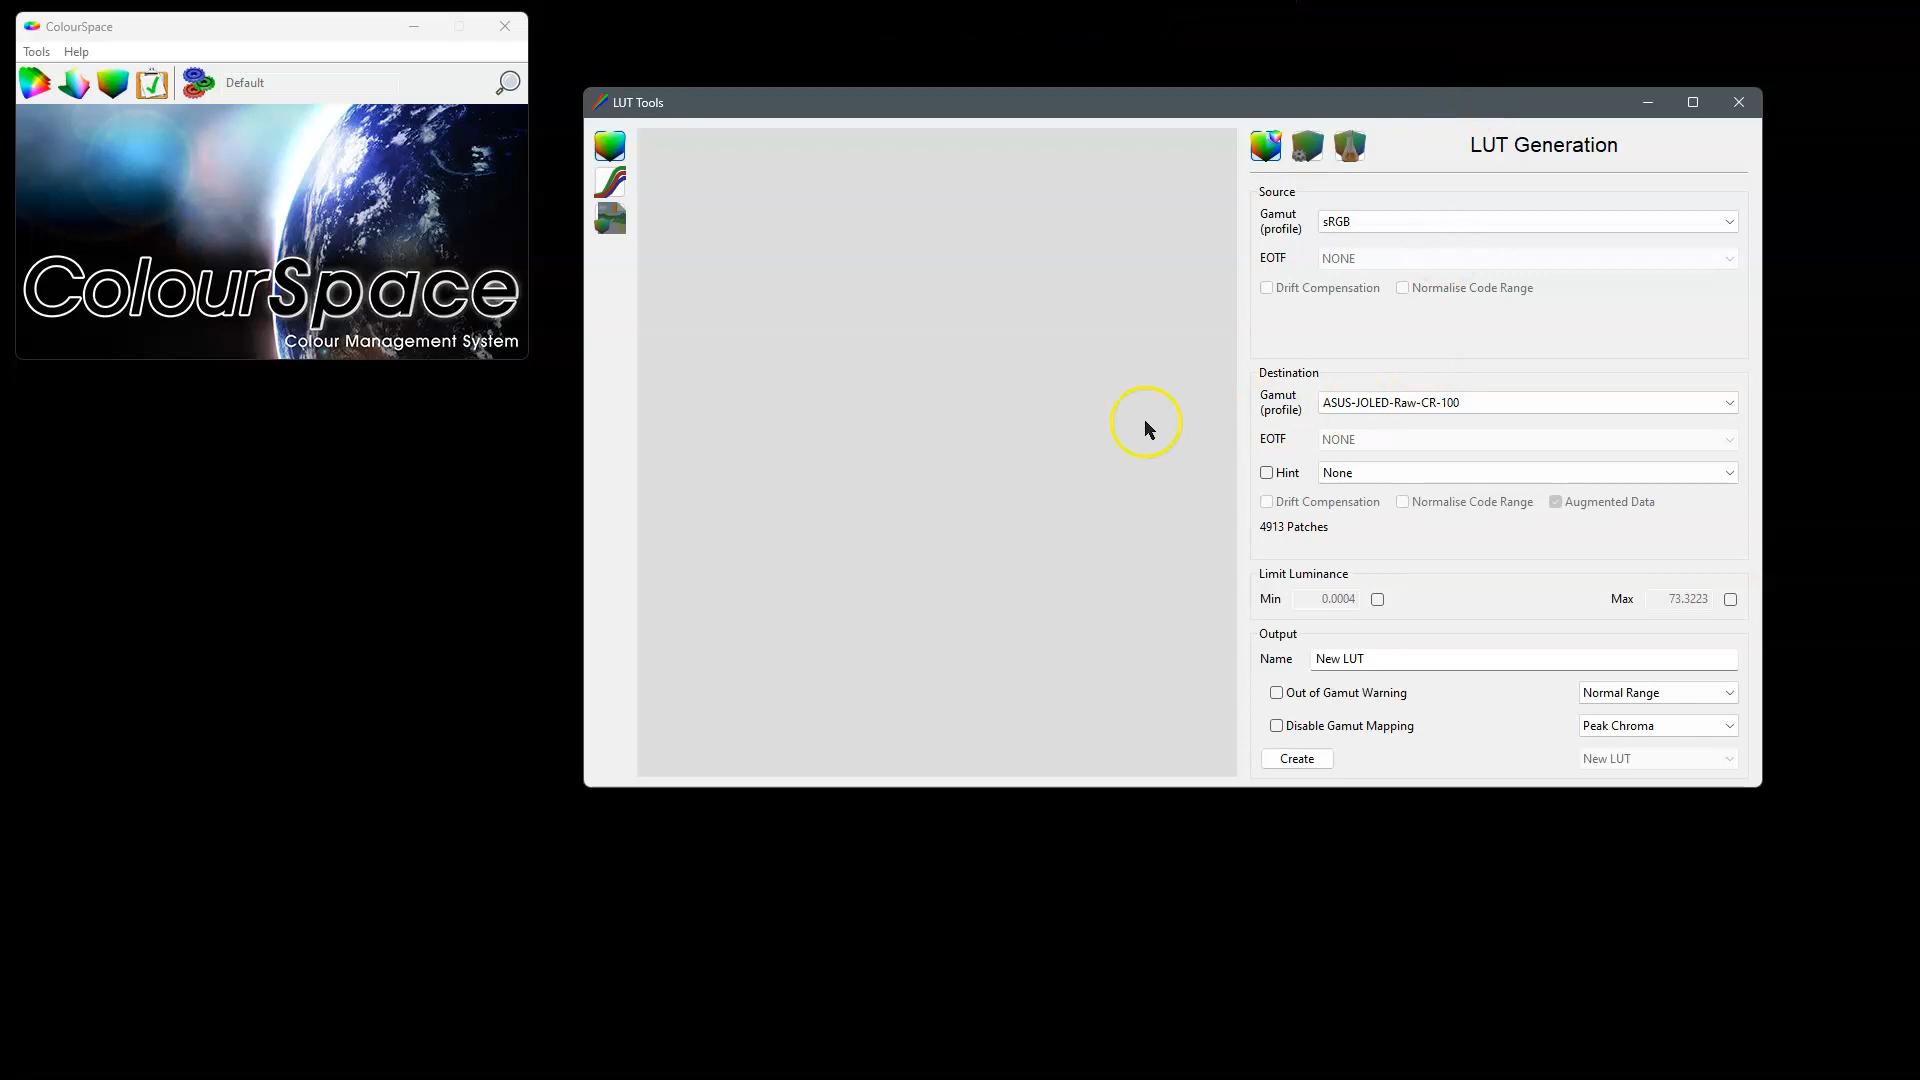 ColourSpace
Tools Help
Default
ColourSpace
Colour Management System
LUT Tools
LUT Generation
Source
Gamut (profile) sRGB
EOTF NONE
Drift Compensation Normalise Code Range
Destination
Gamut (profile) ASUS-JOLED-Raw-CR-100
EOTF NONE
Hint None
Drift Compensation Normalise Code Range Augmented Data
4913 Patches
Limit Luminance
Min 0.0004 Max 73.3223
Output
Name New LUT
Out of Gamut Warning Normal Range
Disable Gamut Mapping Peak Chroma
Create New LUT